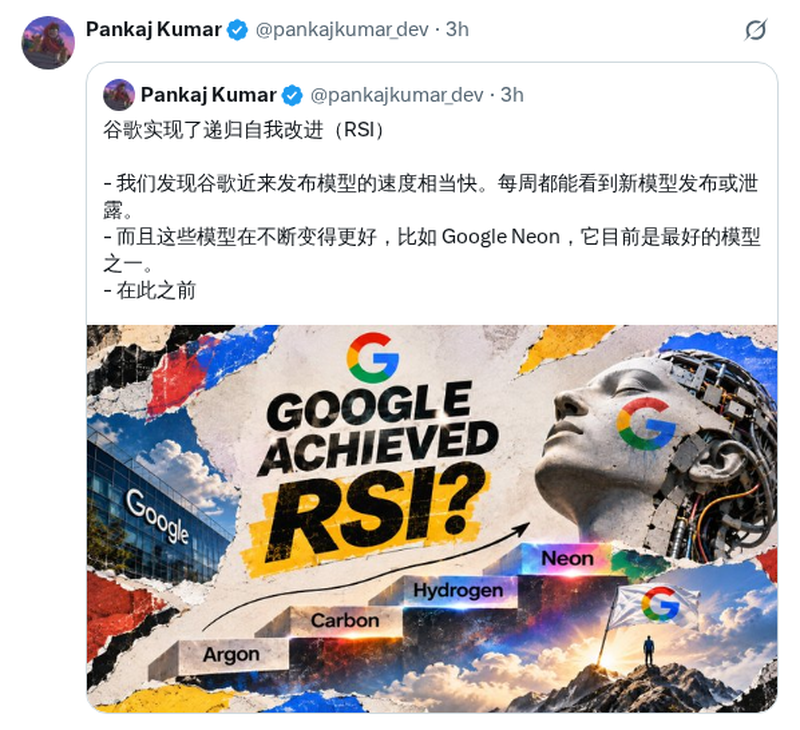 Pankaj Kumar @pankajkumar_dev · 3h
Pankaj Kumar @pankajkumar_dev · 3h
谷歌实现了递归自我改进（RSI）
- 我们发现谷歌近来发布模型的速度相当快。每周都能看到新模型发布或泄
露。
- 而且这些模型在不断变得更好，比如 Google Neon，它目前是最好的模型
之一。
- 在此之前
G
GOOGLE
ACHIEVED
RSI?
G
Google
Neon
Hydrogen
Carbon
Argon
G